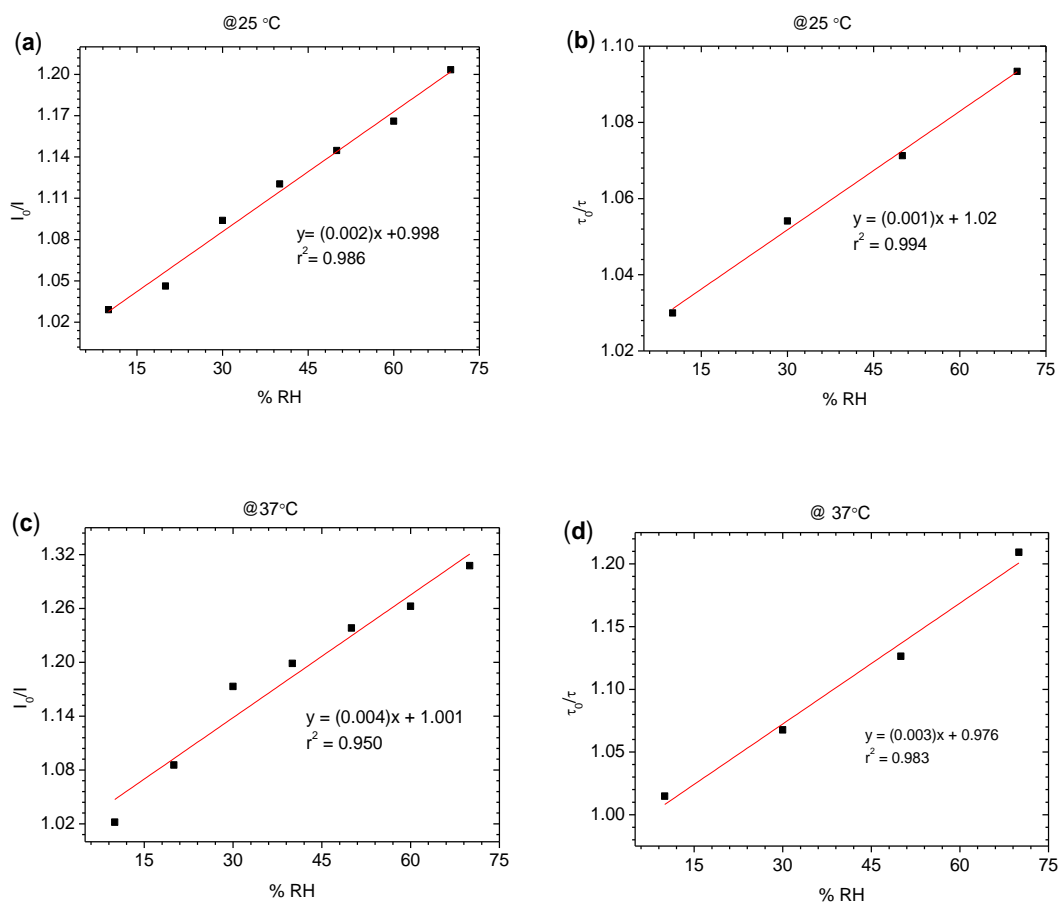 @25 °C
(a)
I0/I
1.20
1.17
1.14
1.11
1.08
1.05
1.02
y= (0.002)x +0.998
r2= 0.986
15 30 45 60 75
% RH
@25 °C
(b)
τ0/τ
1.10
1.08
1.06
1.04
1.02
y = (0.001)x + 1.02
r2 = 0.994
15 30 45 60 75
% RH
@37°C
(c)
I0/I
1.32
1.26
1.20
1.14
1.08
1.02
y = (0.004)x + 1.001
r2 = 0.950
15 30 45 60 75
% RH
@ 37°C
(d)
τ0/τ
1.20
1.15
1.10
1.05
1.00
y = (0.003)x + 0.976
r2 = 0.983
15 30 45 60 75
% RH